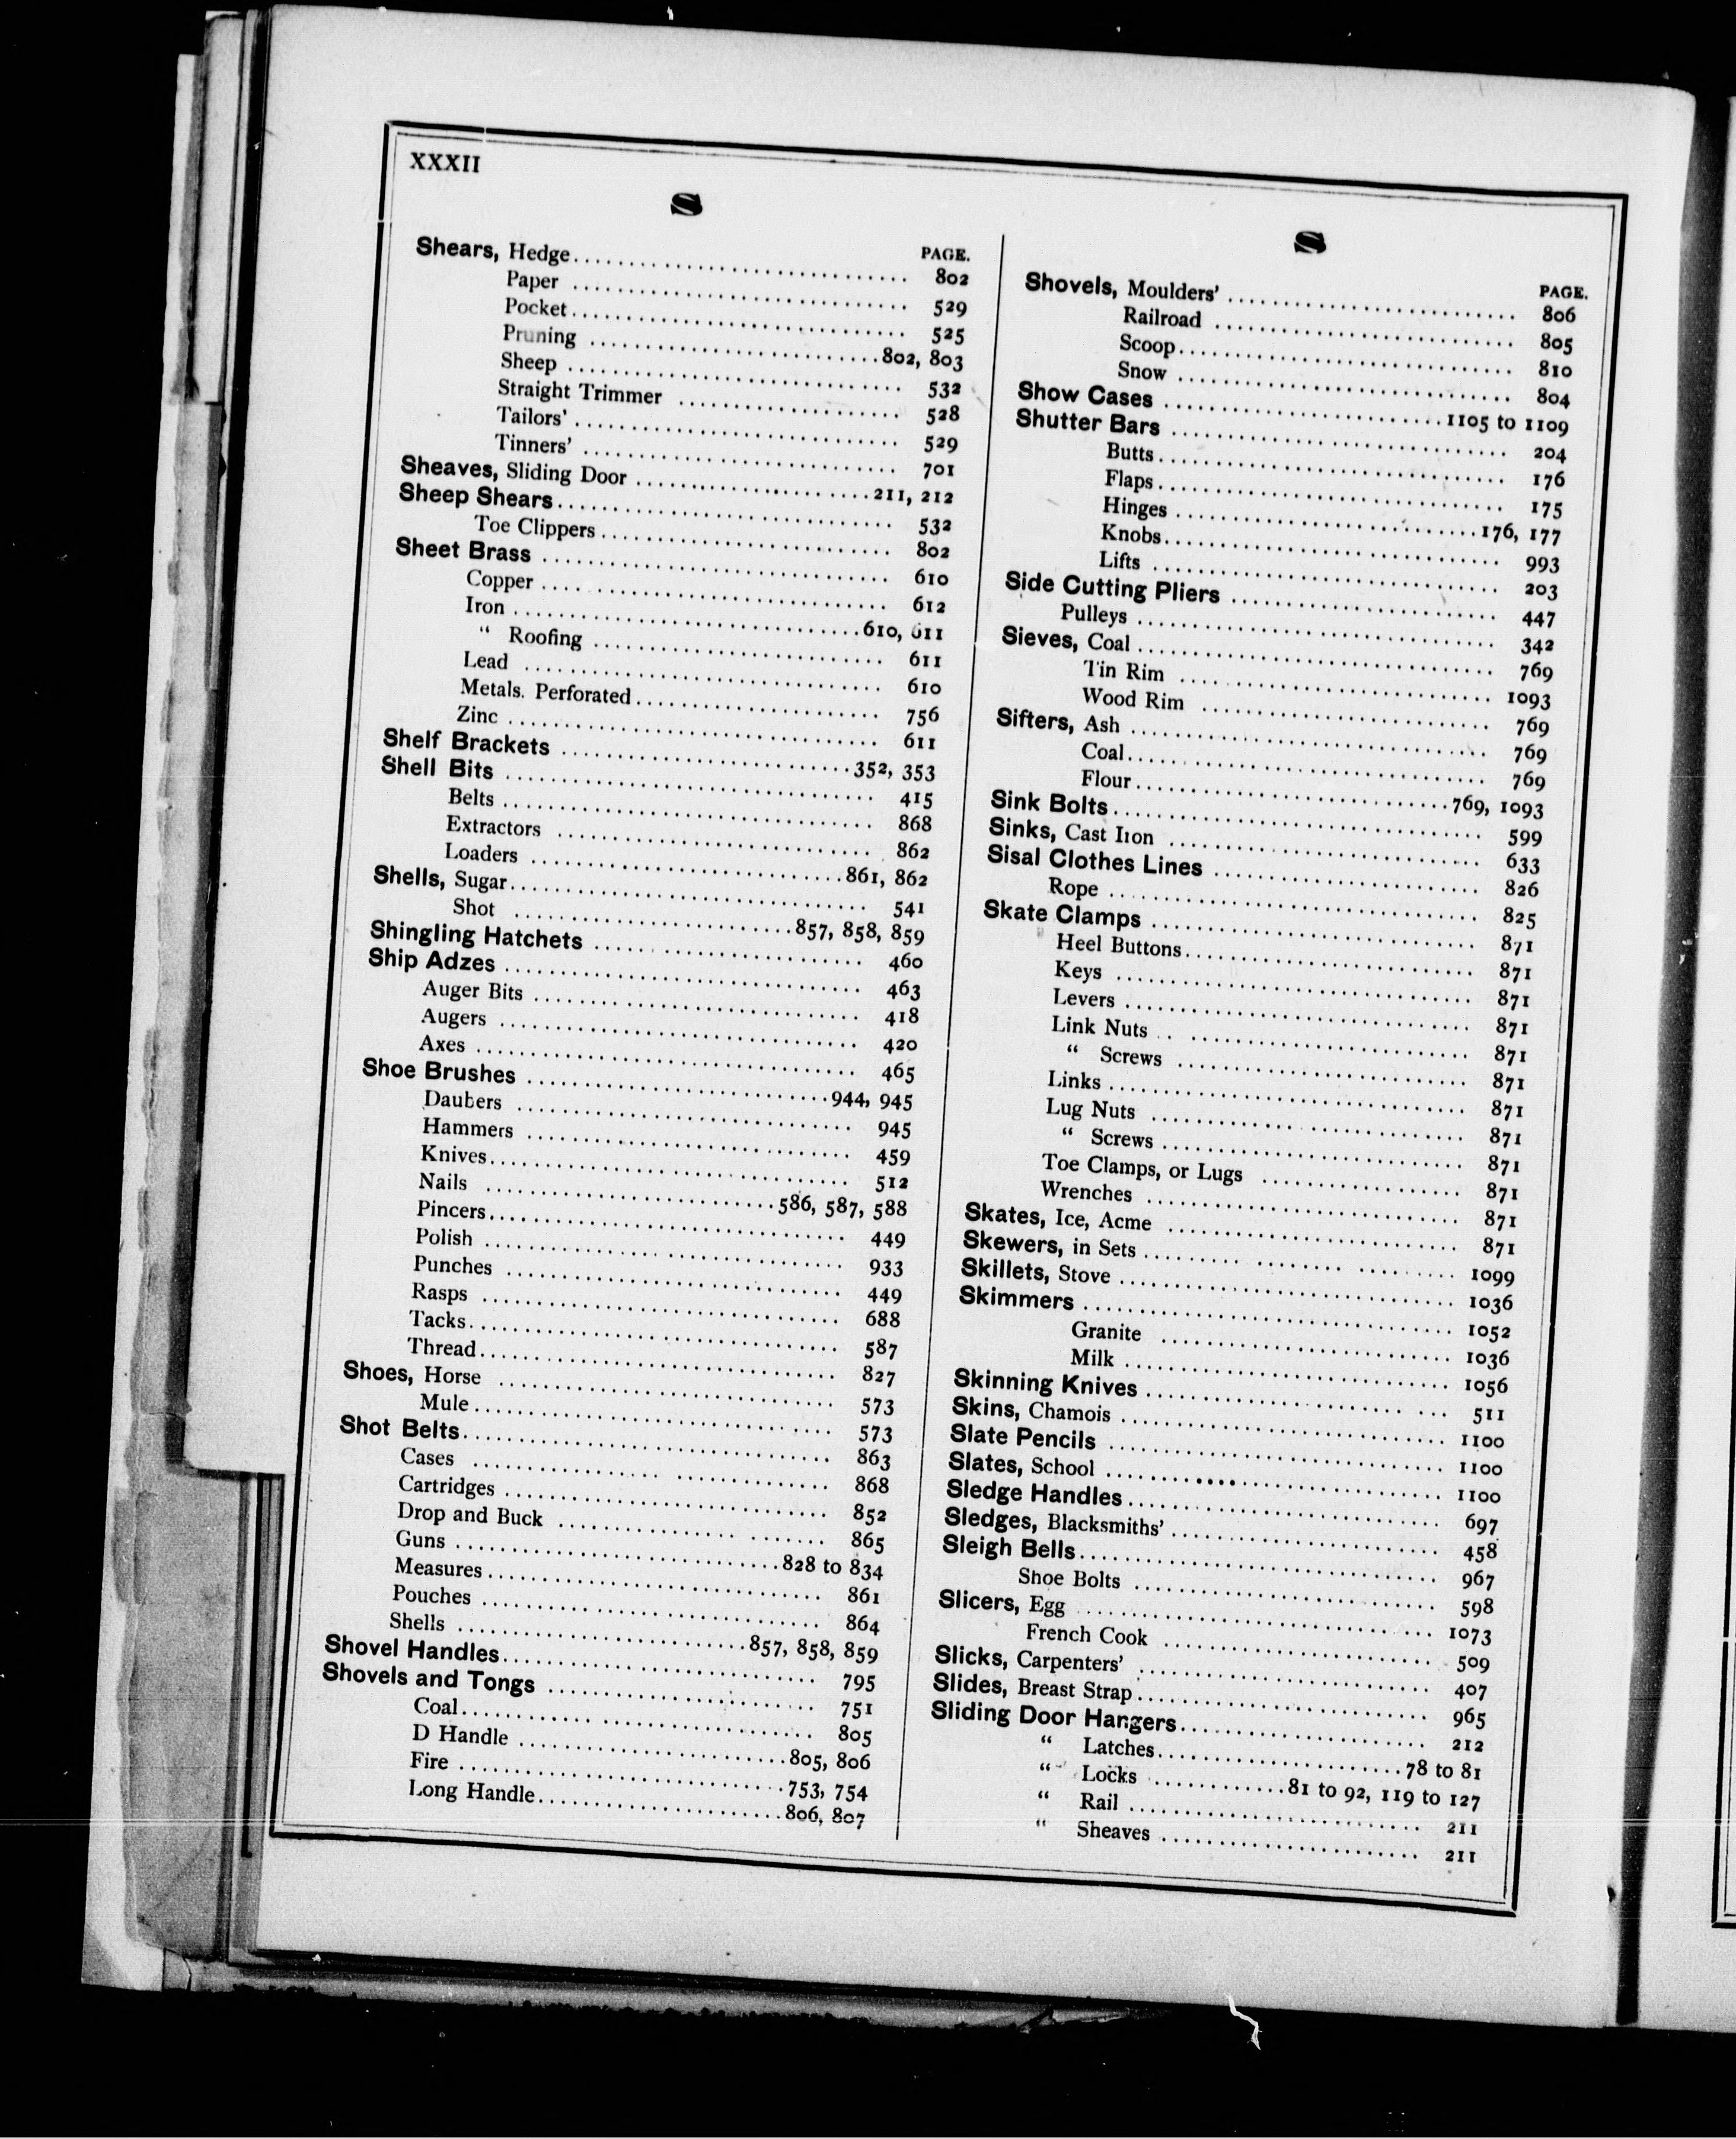 XXXII
S
PAGE.
Shears, Hedge................................ 802
Paper ................................ 529
Pocket................................ 525
Pruning ...........................802, 803
Sheep ................................ 532
Straight Trimmer ..................... 528
Tailors' .............................. 529
Tinners' .............................. 701
Sheaves, Sliding Door ......................211, 212
Sheep Shears................................ 532
Toe Clippers........................... 802
Sheet Brass ................................ 610
Copper ................................ 612
Iron ................................610, 611
" Roofing ........................... 611
Lead ................................ 610
Metals. Perforated....................... 756
Zinc ................................ 611
Shelf Brackets ...........................352, 353
Shell Bits ................................ 415
Belts ................................ 868
Extractors ............................. 862
Loaders .............................861, 862
Shells, Sugar................................ 541
Shot ..........................857, 858, 859
Shingling Hatchets ......................... 460
Ship Adzes ................................ 463
Auger Bits .............................. 418
Augers ................................ 420
Axes ................................ 465
Shoe Brushes ............................944, 945
Daubers ............................... 945
Hammers .............................. 459
Knives................................ 512
Nails ...........................586, 587, 588
Pincers................................ 449
Polish ................................ 933
Punches ............................... 449
Rasps ................................ 688
Tacks................................ 587
Thread................................ 827
Shoes, Horse ............................... 573
Mule................................ 573
Shot Belts................................ 863
Cases ................................ 868
Cartridges .............................. 852
Drop and Buck ........................ 865
Guns ..............................828 to 834
Measures............................... 861
Pouches ............................... 864
Shells ...........................857, 858, 859
Shovel Handles............................. 795
Shovels and Tongs ......................... 751
Coal................................ 805
D Handle .........................805, 806
Fire ..............................753, 754
Long Handle.......................806, 807
S
PAGE.
Shovels, Moulders' ........................... 806
Railroad ............................ 805
Scoop................................ 810
Snow ................................ 804
Show Cases ..........................1105 to 1109
Shutter Bars ............................... 204
Butts................................ 176
Flaps................................ 175
Hinges ............................176, 177
Knobs................................ 993
Lifts ................................ 203
Side Cutting Pliers ......................... 447
Pulleys ................................ 342
Sieves, Coal ................................ 769
Tin Rim .............................. 1093
Wood Rim ............................ 769
Sifters, Ash ................................ 769
Coal................................ 769
Flour..............................769, 1093
Sink Bolts................................ 599
Sinks, Cast Iron ............................. 633
Sisal Clothes Lines ......................... 826
Rope ................................ 825
Skate Clamps .............................. 871
Heel Buttons........................... 871
Keys ................................ 871
Levers ................................ 871
Link Nuts .. .......................... 871
" Screws ............................ 871
Links ................................ 871
Lug Nuts ............................. 871
" Screws ............................. 871
Toe Clamps, or Lugs ................... 871
Wrenches ............................. 871
Skates, Ice, Acme ........................... 871
Skewers, in Sets ............................ 1099
Skillets, Stove .............................. 1036
Skimmers ................................ 1052
Granite ........................... 1036
Milk ................................ 1056
Skinning Knives............................ 511
Skins, Chamois ............................. 1100
Slate Pencils ............................... 1100
Slates, School .............................. 1100
Sledge Handles............................. 697
Sledges, Blacksmiths'......................... 458
Sleigh Bells................................ 967
Shoe Bolts ............................ 598
Slicers, Egg ................................ 1073
French Cook ......................... 509
Slicks, Carpenters' ........................... 407
Slides, Breast Strap........................... 965
Sliding Door Hangers....................... 212
" Latches.......................78 to 81
" Locks .............81 to 92, 119 to 127
" Rail ........................... 211
" Sheaves ........................ 211